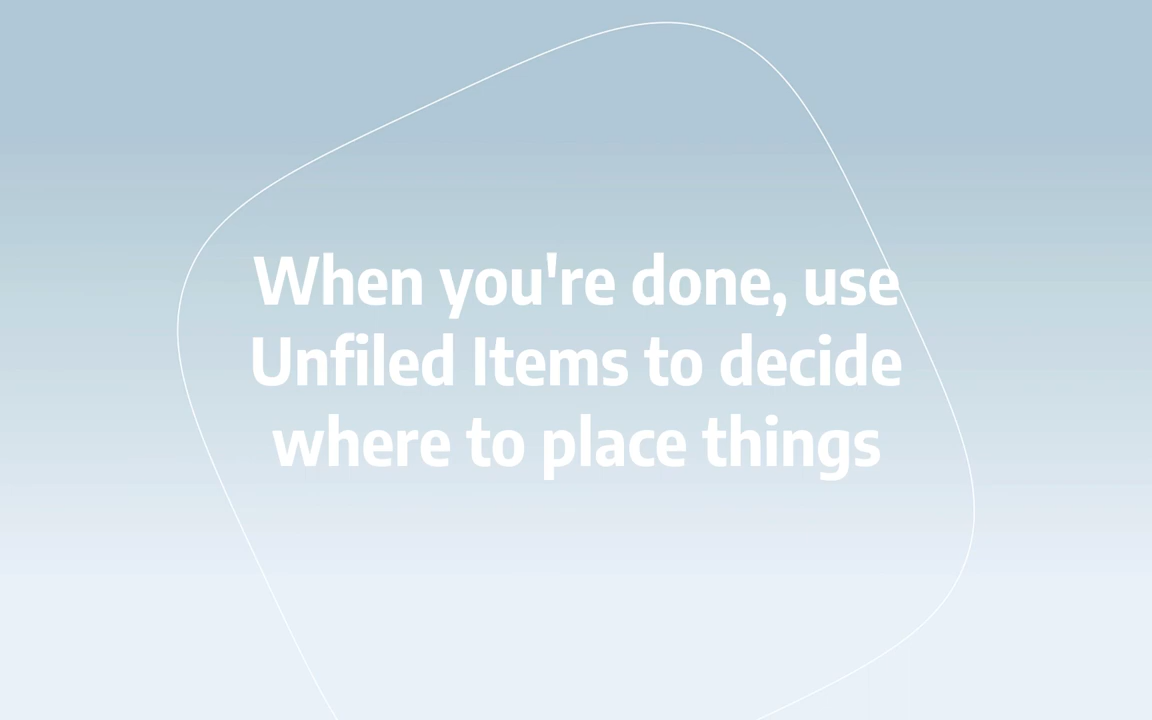 When you're done, use
Unfiled Items to decide
where to place things